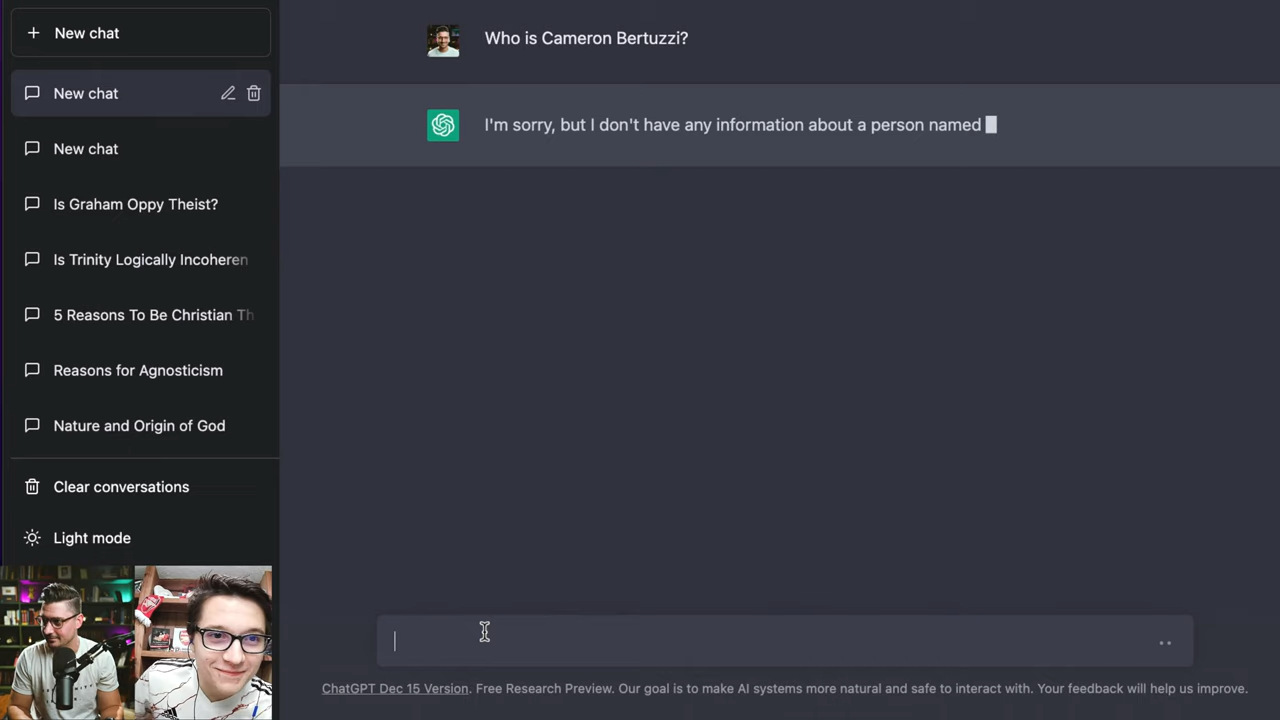 New chat
New chat
New chat
Is Graham Oppy Theist?
Is Trinity Logically Incoheren
5 Reasons To Be Christian Th
Reasons for Agnosticism
Nature and Origin of God
Clear conversations
Light mode
Who is Cameron Bertuzzi?
I'm sorry, but I don't have any information about a person named
ChatGPT Dec 15 Version. Free Research Preview. Our goal is to make AI systems more natural and safe to interact with. Your feedback will help us improve.